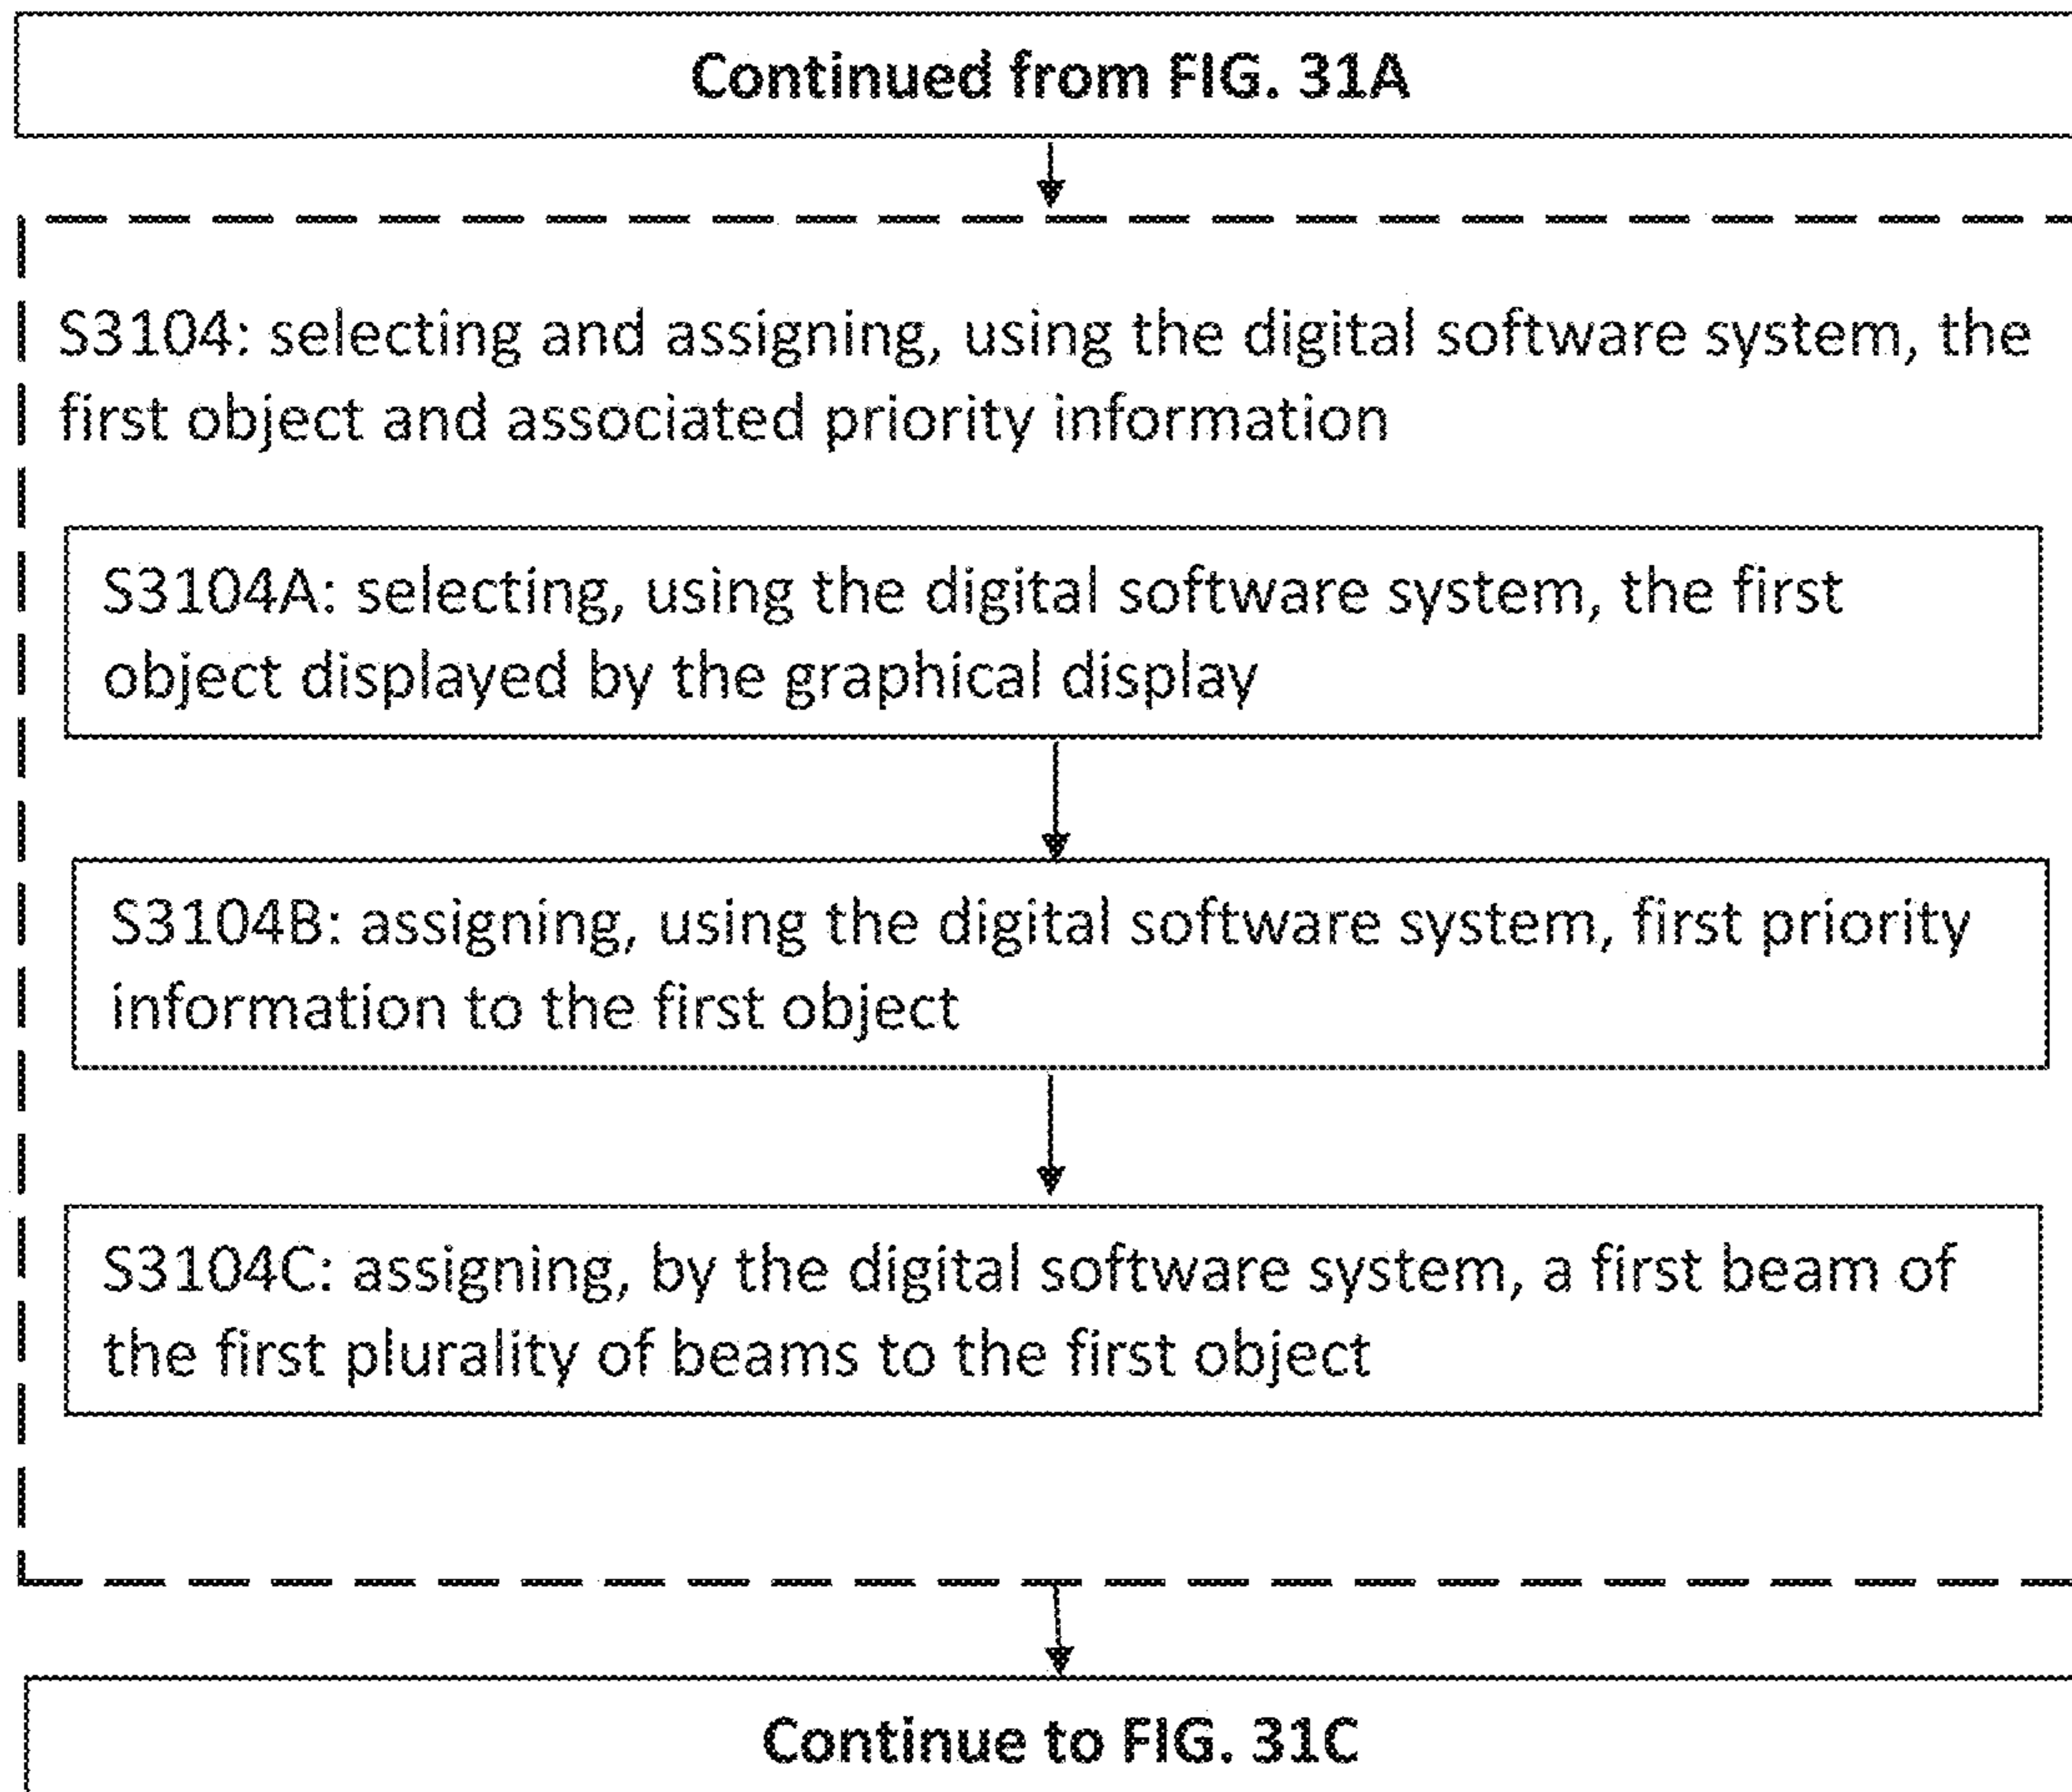 Continued from FIG. 31A
S3104: selecting and assigning, using the digital software system, the
first object and associated priority information
S3104A: selecting, using the digital software system, the first
object displayed by the graphical display
S3104B: assigning, using the digital software system, first priority
information to the first object
S3104C: assigning, by the digital software system, a first beam of
the first plurality of beams to the first object
Continue to FIG. 31C